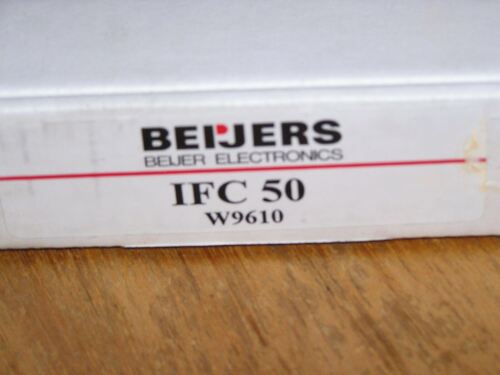 BEIJERS
BEIJER ELECTRONICS
IFC 50
W9610